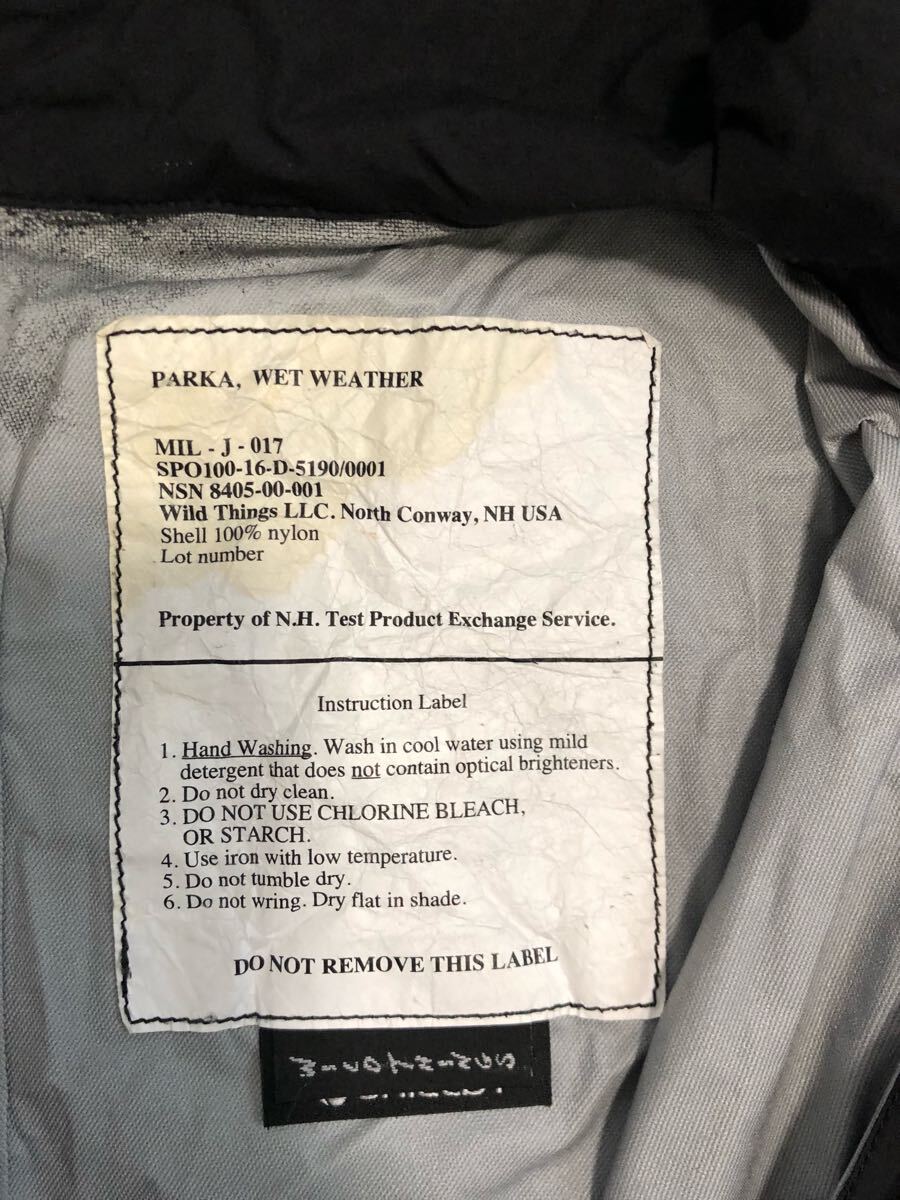 PARKA, WET WEATHER
MIL - J - 017
SPO100-16-D-5190/0001
NSN 8405-00-001
Wild Things LLC. North Conway, NH USA
Shell 100% nylon
Lot number
Property of N.H. Test Product Exchange Service.
Instruction Label
1. Hand Washing. Wash in cool water using mild
detergent that does not contain optical brighteners.
2. Do not dry clean.
3. DO NOT USE CHLORINE BLEACH,
OR STARCH.
4. Use iron with low temperature.
5. Do not tumble dry.
6. Do not wring. Dry flat in shade.
DO NOT REMOVE THIS LABEL